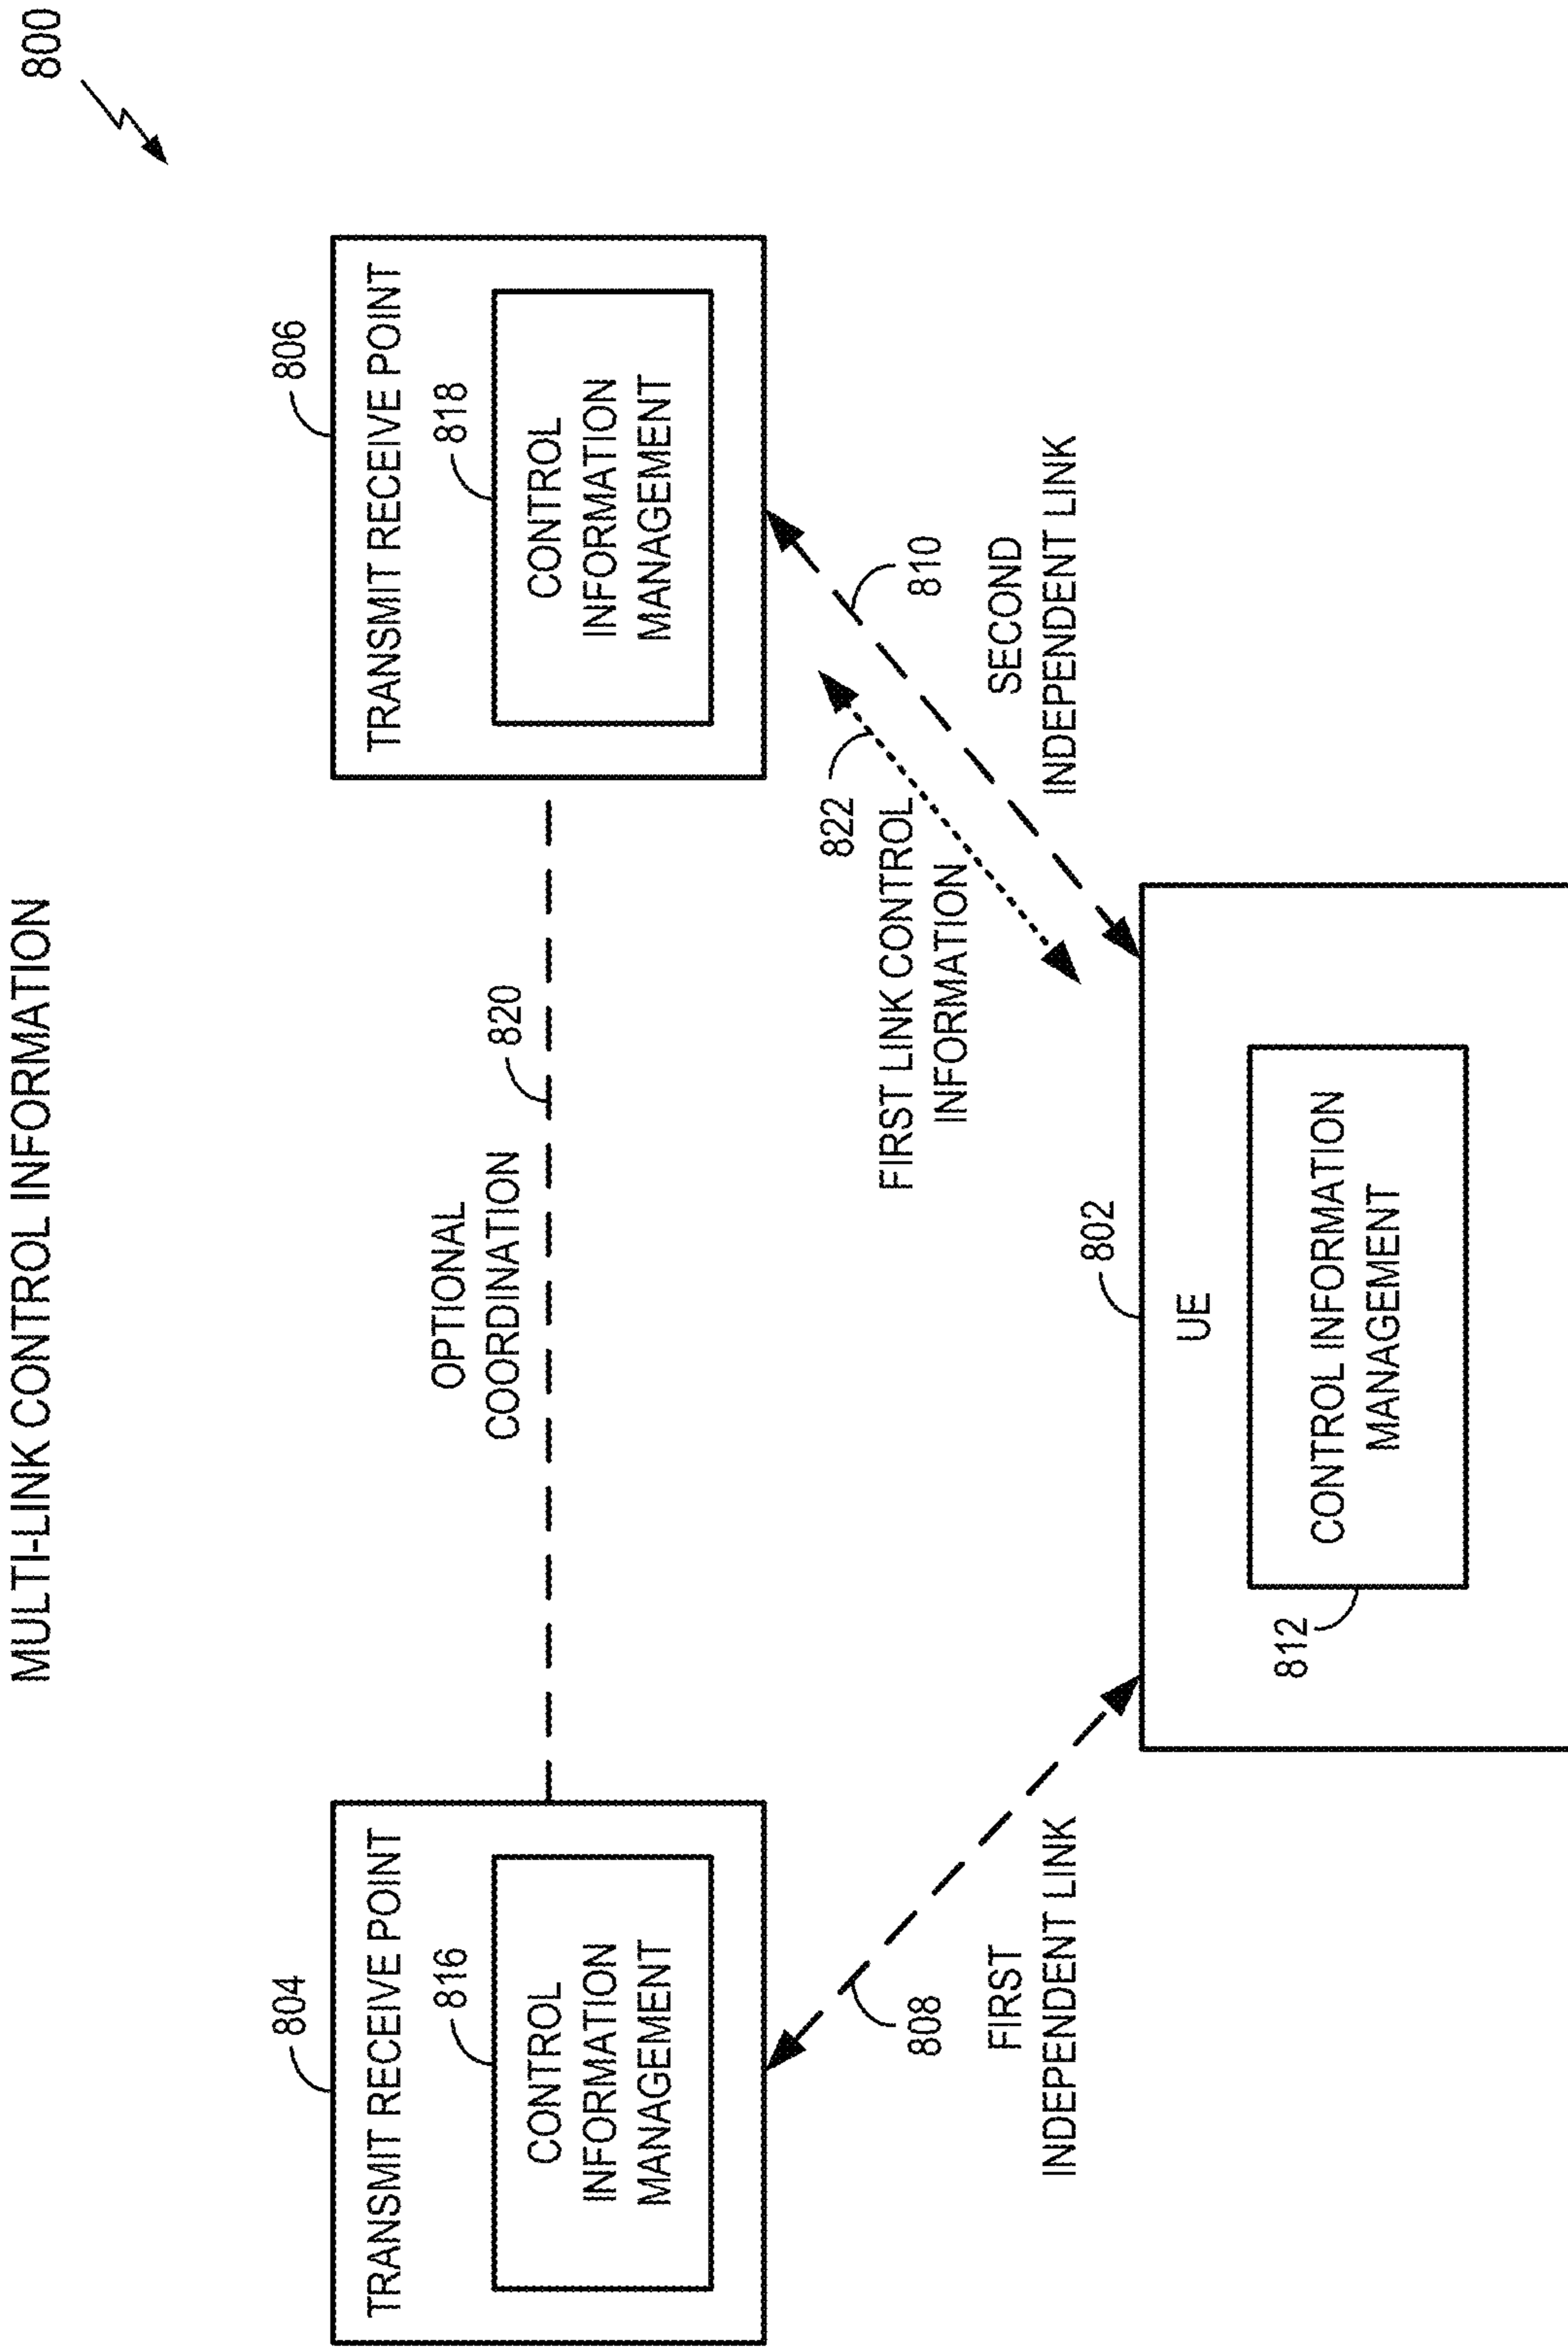 MULTI-LINK CONTROL INFORMATION
800
804
TRANSMIT RECEIVE POINT
816
CONTROL
INFORMATION
MANAGEMENT
OPTIONAL
COORDINATION
820
806
TRANSMIT RECEIVE POINT
818
CONTROL
INFORMATION
MANAGEMENT
808
FIRST
INDEPENDENT LINK
822
FIRST LINK CONTROL
INFORMATION
810
SECOND
INDEPENDENT LINK
802
UE
812
CONTROL INFORMATION
MANAGEMENT